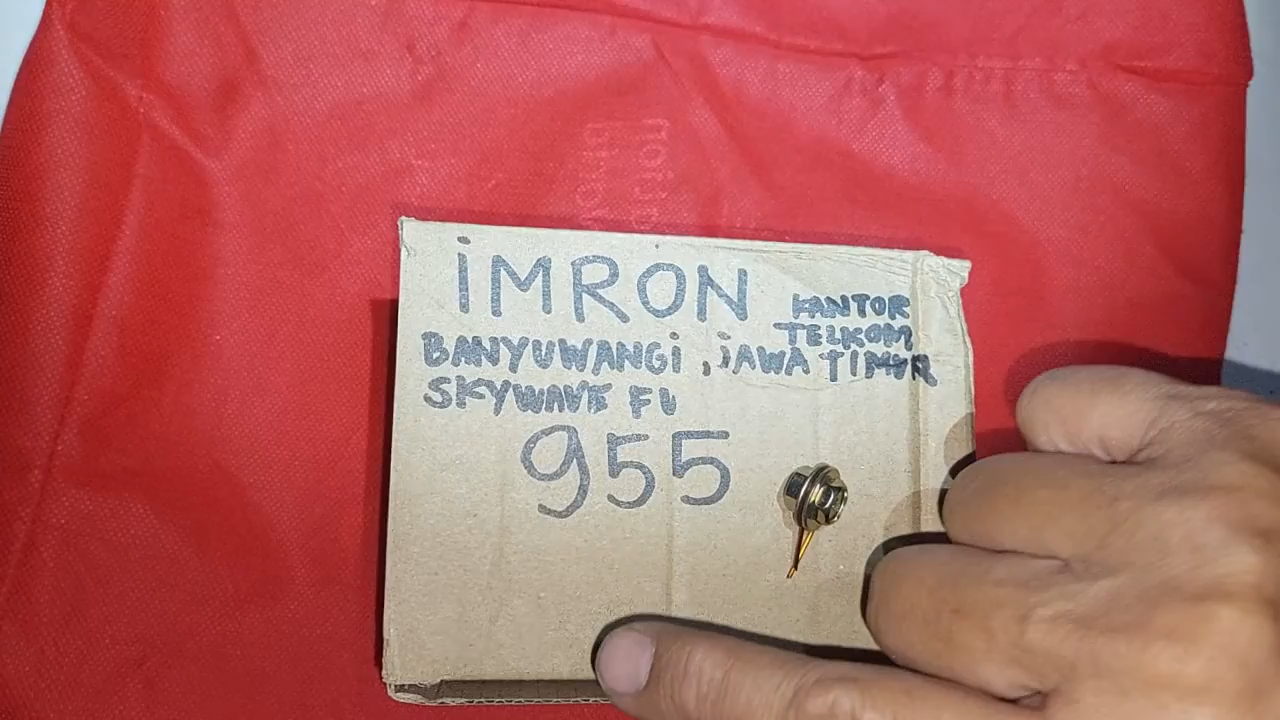 iMRON
KANTOR
TELKOM
BANYUWANGi, jAWA TIMUR
SKYWAVE FU
955